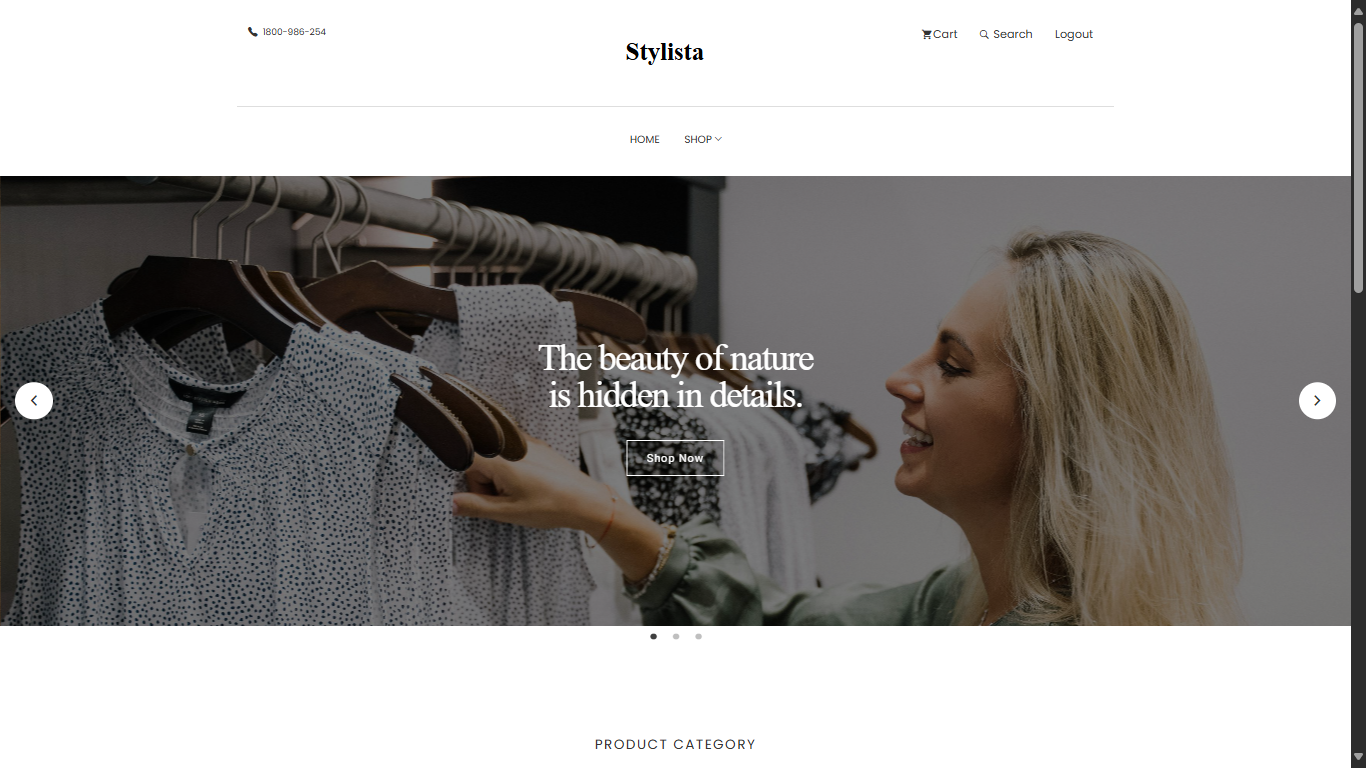 1800-986-254
Stylista
Cart
Search
Logout
HOME
SHOP
The beauty of nature
is hidden in details.
Shop Now
PRODUCT CATEGORY